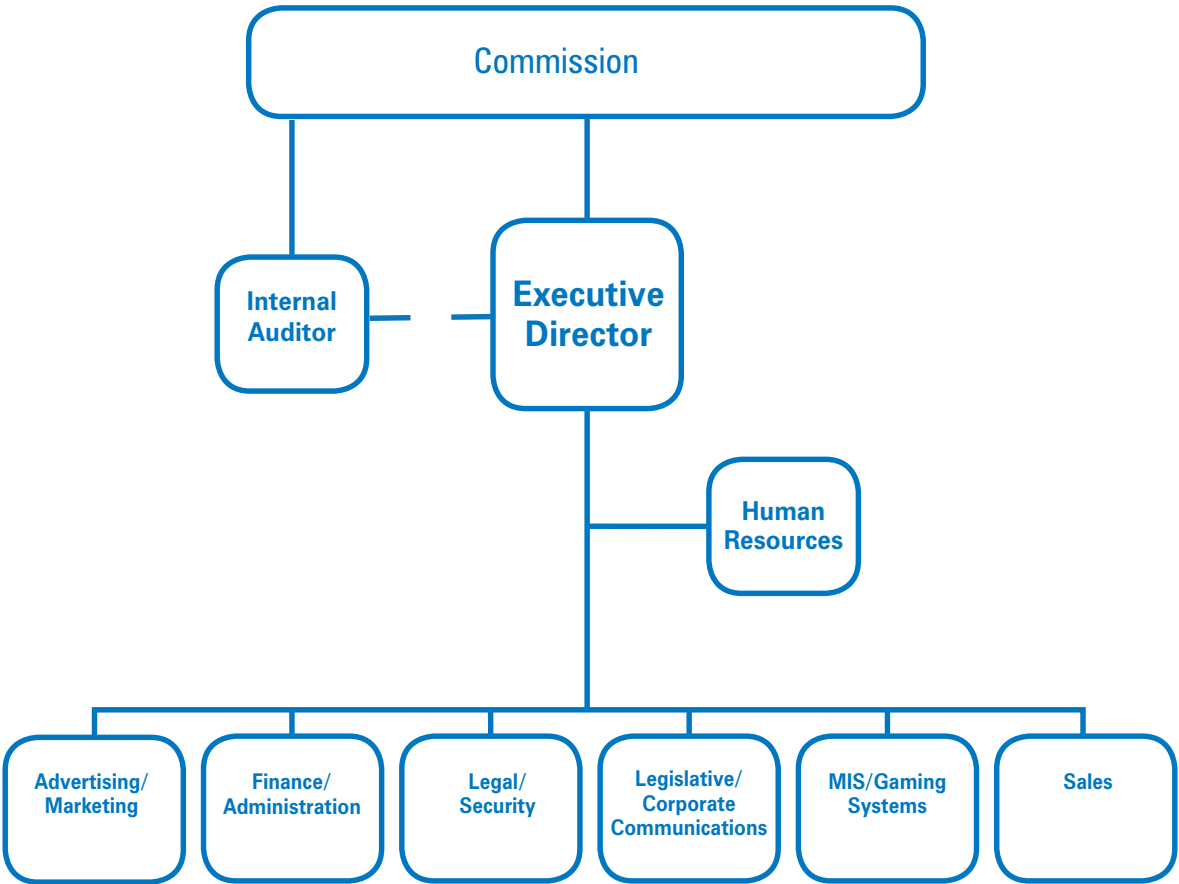 Commission
Internal
Auditor
Executive
Director
Human
Resources
Advertising/
Marketing
Finance/
Administration
Legal/
Security
Legislative/
Corporate
Communications
MIS/Gaming
Systems
Sales